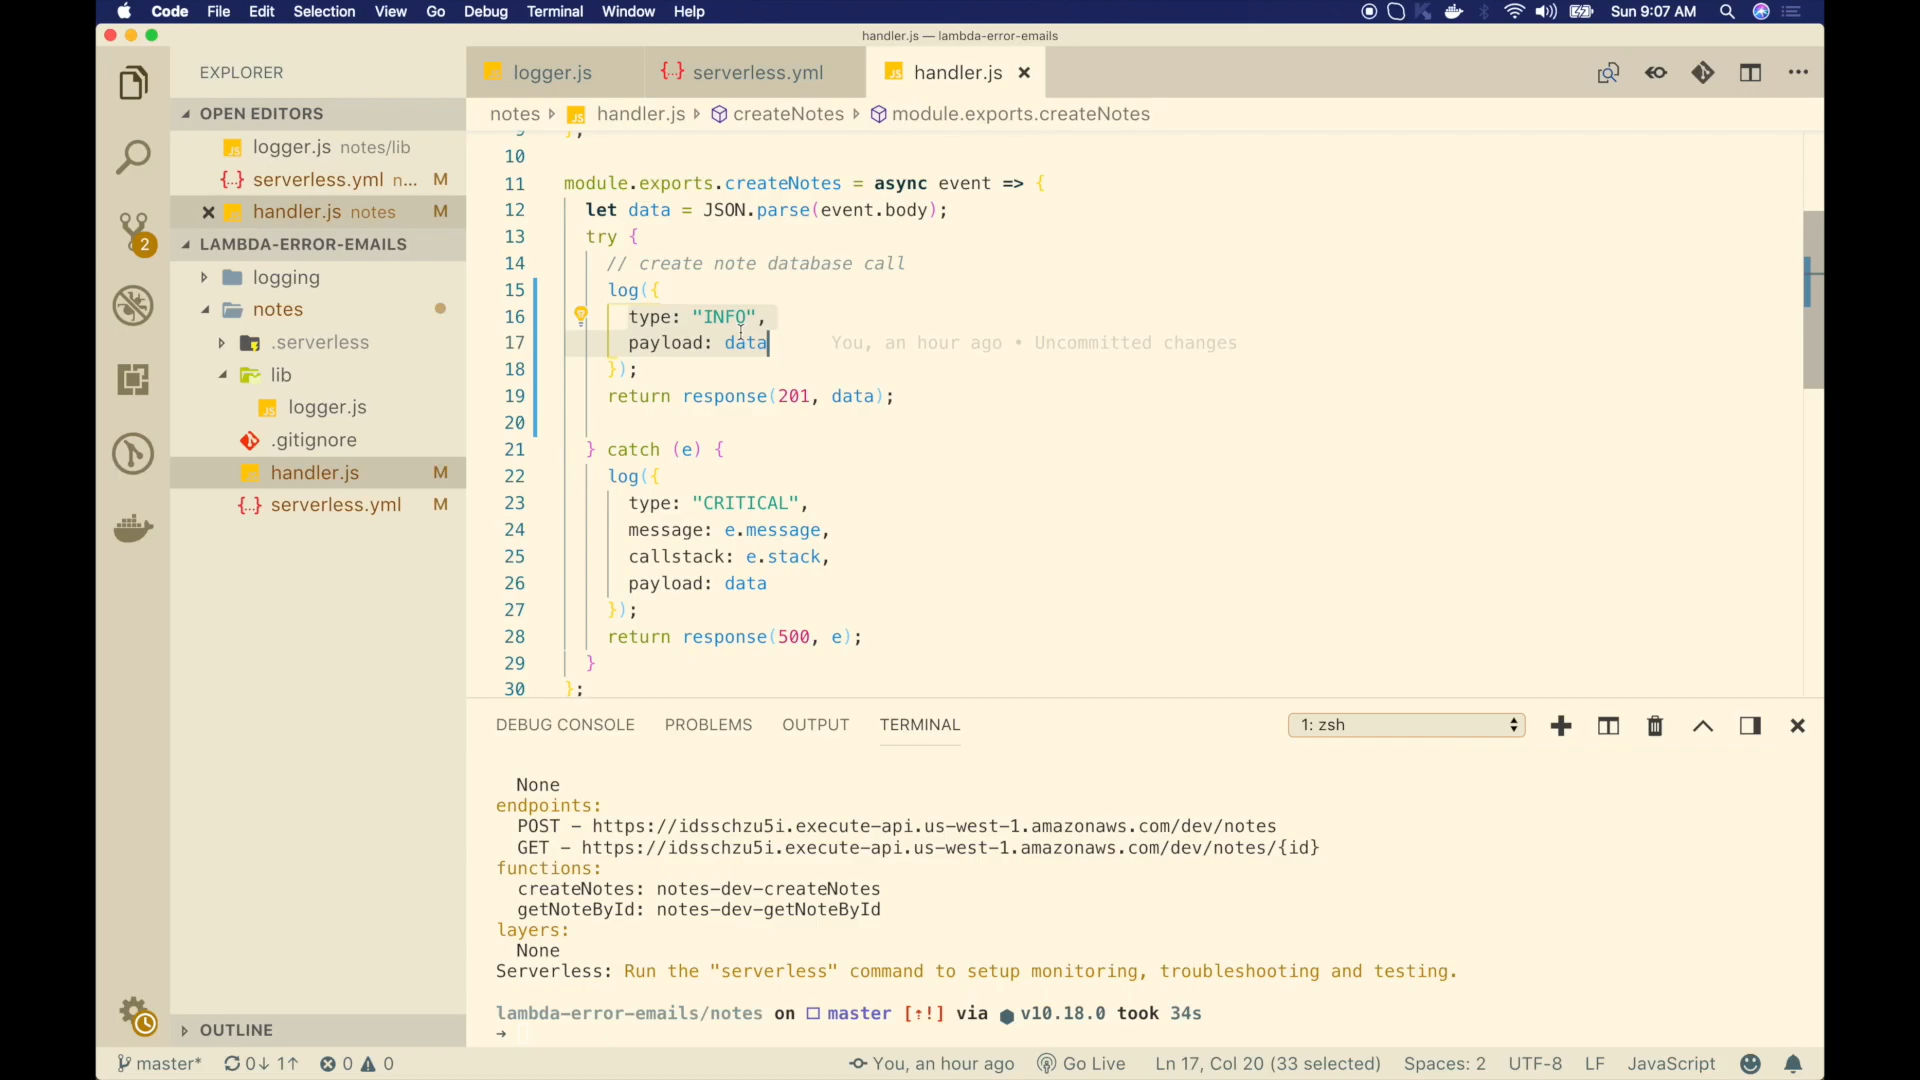 Code File Edit Selection View Go Debug Terminal Window Help Sun 9:07 AM
handler.js — lambda-error-emails
EXPLORER
OPEN EDITORS
logger.js notes/lib
serverless.yml n... M
handler.js notes M
LAMBDA-ERROR-EMAILS
logging
notes
.serverless
lib
logger.js
.gitignore
handler.js M
serverless.yml M
OUTLINE
2
logger.js serverless.yml handler.js
notes handler.js createNotes module.exports.createNotes
9 };
10
11 module.exports.createNotes = async event => {
12 let data = JSON.parse(event.body);
13 try {
14 // create note database call
15 log({
16 type: "INFO",
17 payload: data You, an hour ago • Uncommitted changes
18 });
19 return response(201, data);
20
21 } catch (e) {
22 log({
23 type: "CRITICAL",
24 message: e.message,
25 callstack: e.stack,
26 payload: data
27 });
28 return response(500, e);
29 }
30 };
DEBUG CONSOLE PROBLEMS OUTPUT TERMINAL 1: zsh
None
endpoints:
POST - https://idsschzu5i.execute-api.us-west-1.amazonaws.com/dev/notes
GET - https://idsschzu5i.execute-api.us-west-1.amazonaws.com/dev/notes/{id}
functions:
createNotes: notes-dev-createNotes
getNoteById: notes-dev-getNoteById
layers:
None
Serverless: Run the "serverless" command to setup monitoring, troubleshooting and testing.
lambda-error-emails/notes on master [⇡!] via ⬢ v10.18.0 took 34s
➜
master* 0↓ 1↑ 0 0 You, an hour ago Go Live Ln 17, Col 20 (33 selected) Spaces: 2 UTF-8 LF JavaScript